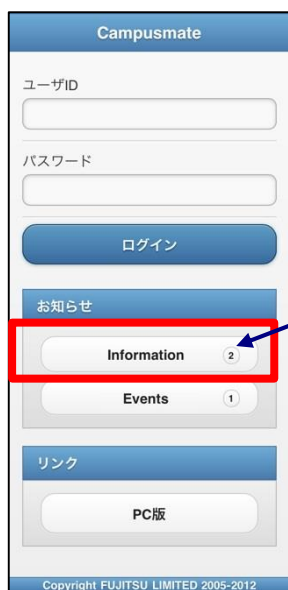 Campusmate
ユーザID
パスワード
ログイン
お知らせ
Information 2
Events 1
リンク
PC版
Copyright FUJITSU LIMITED 2005-2012